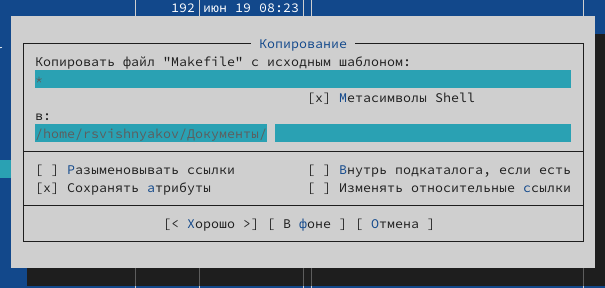 192 июн 19 08:23
Копирование
Копировать файл "Makefile" с исходным шаблоном:
*
[x] Метасимволы Shell
в:
/home/rsvishnyakov/Документы/
[ ] Разыменовывать ссылки [ ] Внутрь подкаталога, если есть
[x] Сохранять атрибуты [ ] Изменять относительные ссылки
[< Хорошо >] [ В фоне ] [ Отмена ]